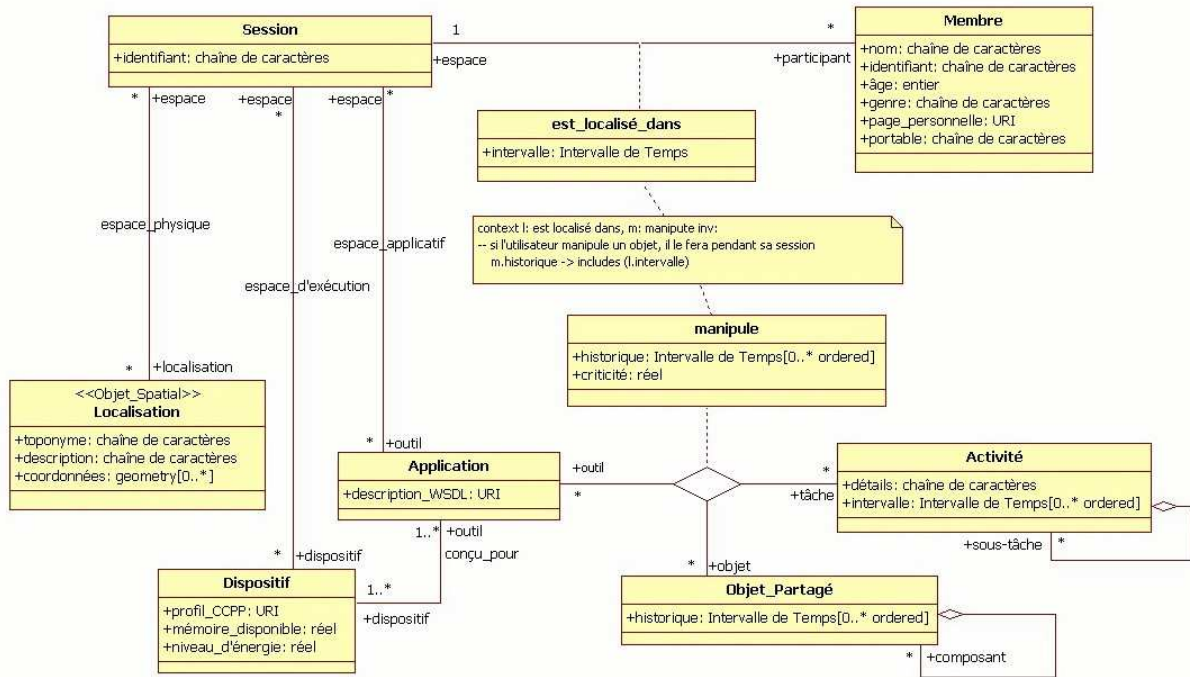 Session
+identifiant: chaîne de caractères
1
+espace
*
+participant
Membre
+nom: chaîne de caractères
+identifiant: chaîne de caractères
+âge: entier
+genre: chaîne de caractères
+page_personnelle: URI
+portable: chaîne de caractères
*
+espace
+espace
*
+espace
*
est_localisé_dans
+intervalle: Intervalle de Temps
espace_physique
espace_applicatif
espace_d'exécution
context l: est localisé dans, m: manipute inv:
-- si l'utilisateur manipule un objet, il le fera pendant sa session
m.historique -> includes (l.intervalle)
manipule
+historique: Intervalle de Temps[0..* ordered]
+criticité: réel
*
+localisation
<<Objet_Spatial>>
Localisation
+toponyme: chaîne de caractères
+description: chaîne de caractères
+coordonnées: geometry[0..*]
*
+outil
Application
+description_WSDL: URI
+outil
*
*
+tâche
Activité
+détails: chaîne de caractères
+intervalle: Intervalle de Temps[0..* ordered]
+sous-tâche
*
1..*
+outil
conçu_pour
*
+dispositif
Dispositif
+profil_CCPP: URI
+mémoire_disponible: réel
+niveau_d'énergie: réel
1..*
+dispositif
*
+objet
Objet_Partagé
+historique: Intervalle de Temps[0..* ordered]
*
+composant